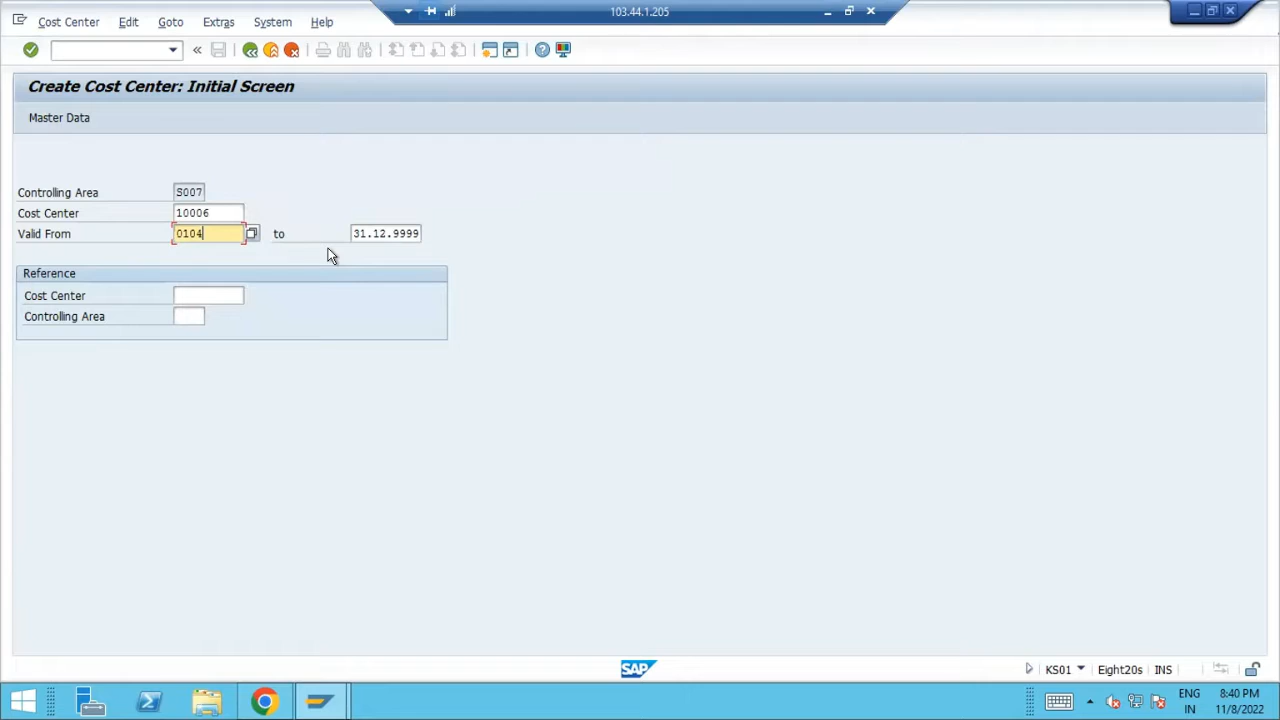 103.44.1.205
Cost Center Edit Goto Extras System Help
Create Cost Center: Initial Screen
Master Data
Controlling Area S007
Cost Center 10006
Valid From 0104 to 31.12.9999
Reference
Cost Center
Controlling Area
SAP KS01 Eight20s INS
ENG 8:40 PM
IN 11/8/2022